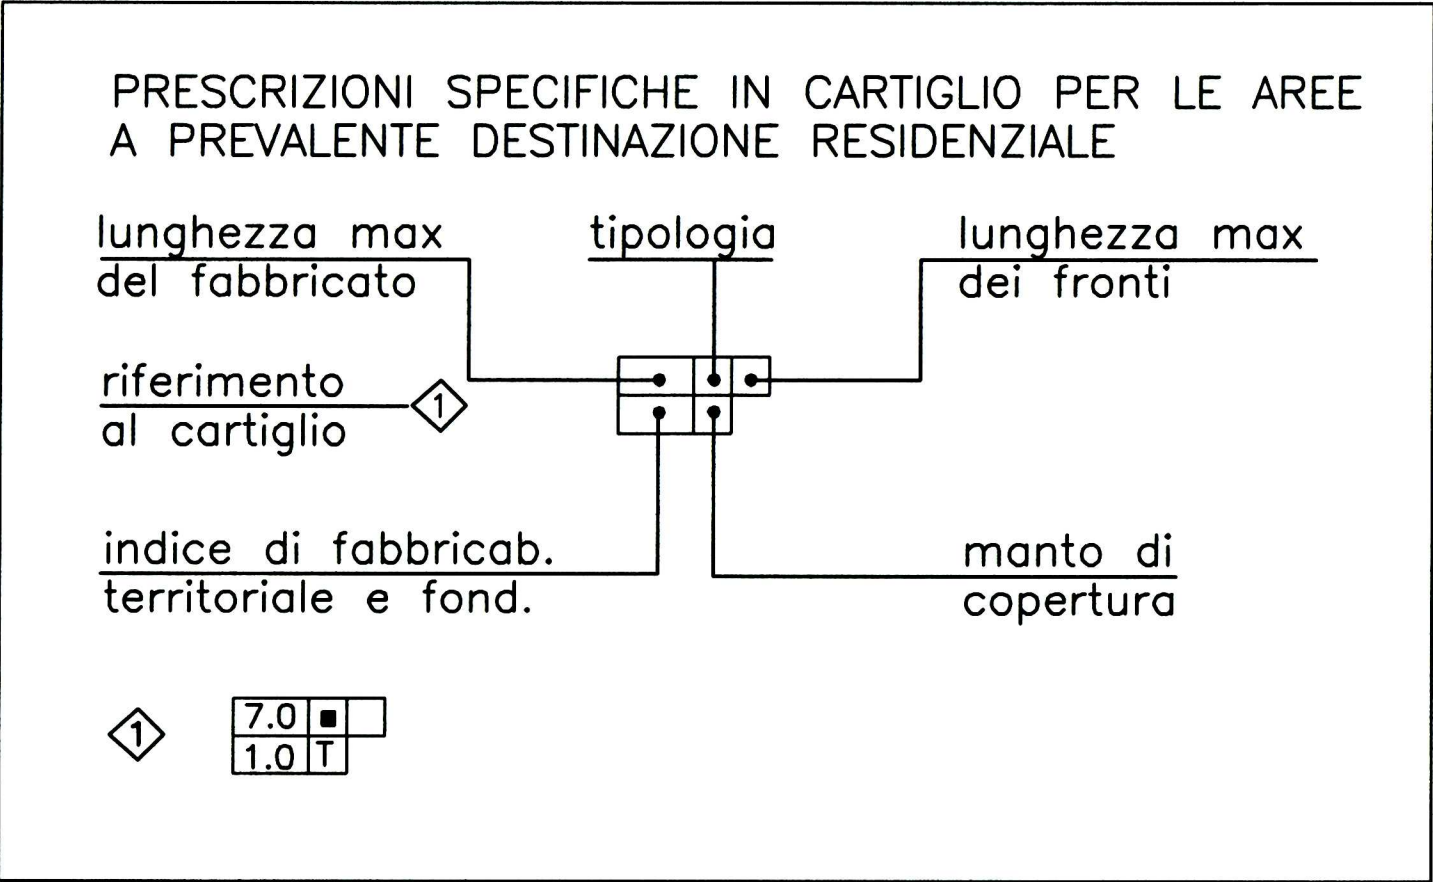 PRESCRIZIONI SPECIFICHE IN CARTIGLIO PER LE AREE
A PREVALENTE DESTINAZIONE RESIDENZIALE
lunghezza max
del fabbricato
tipologia
lunghezza max
dei fronti
riferimento
al cartiglio
1
indice di fabbricab.
territoriale e fond.
manto di
copertura
1
7.0 ■
1.0 T